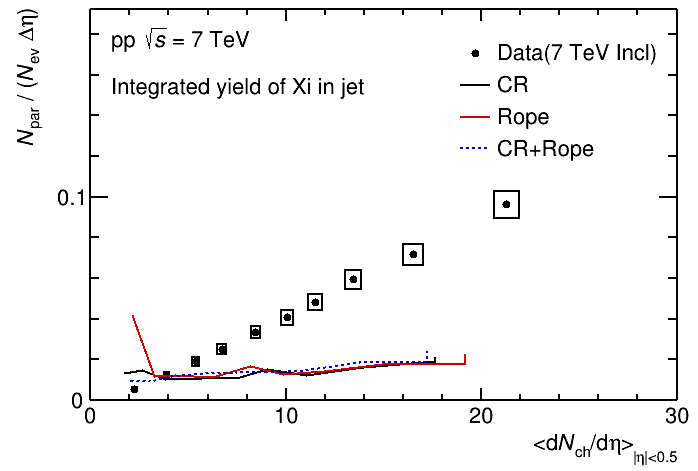 N_par / (N_ev Δη)
pp √s = 7 TeV
Integrated yield of Xi in jet
Data(7 TeV Incl)
CR
Rope
CR+Rope
0.1
0
0 10 20 30
<dN_ch/dη>_|η|<0.5